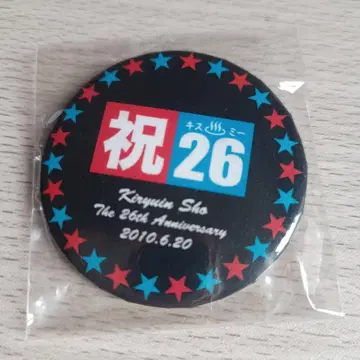 祝 キス♨ミー
26
Kiryuin Sho
The 26th Anniversary
2010.6.20